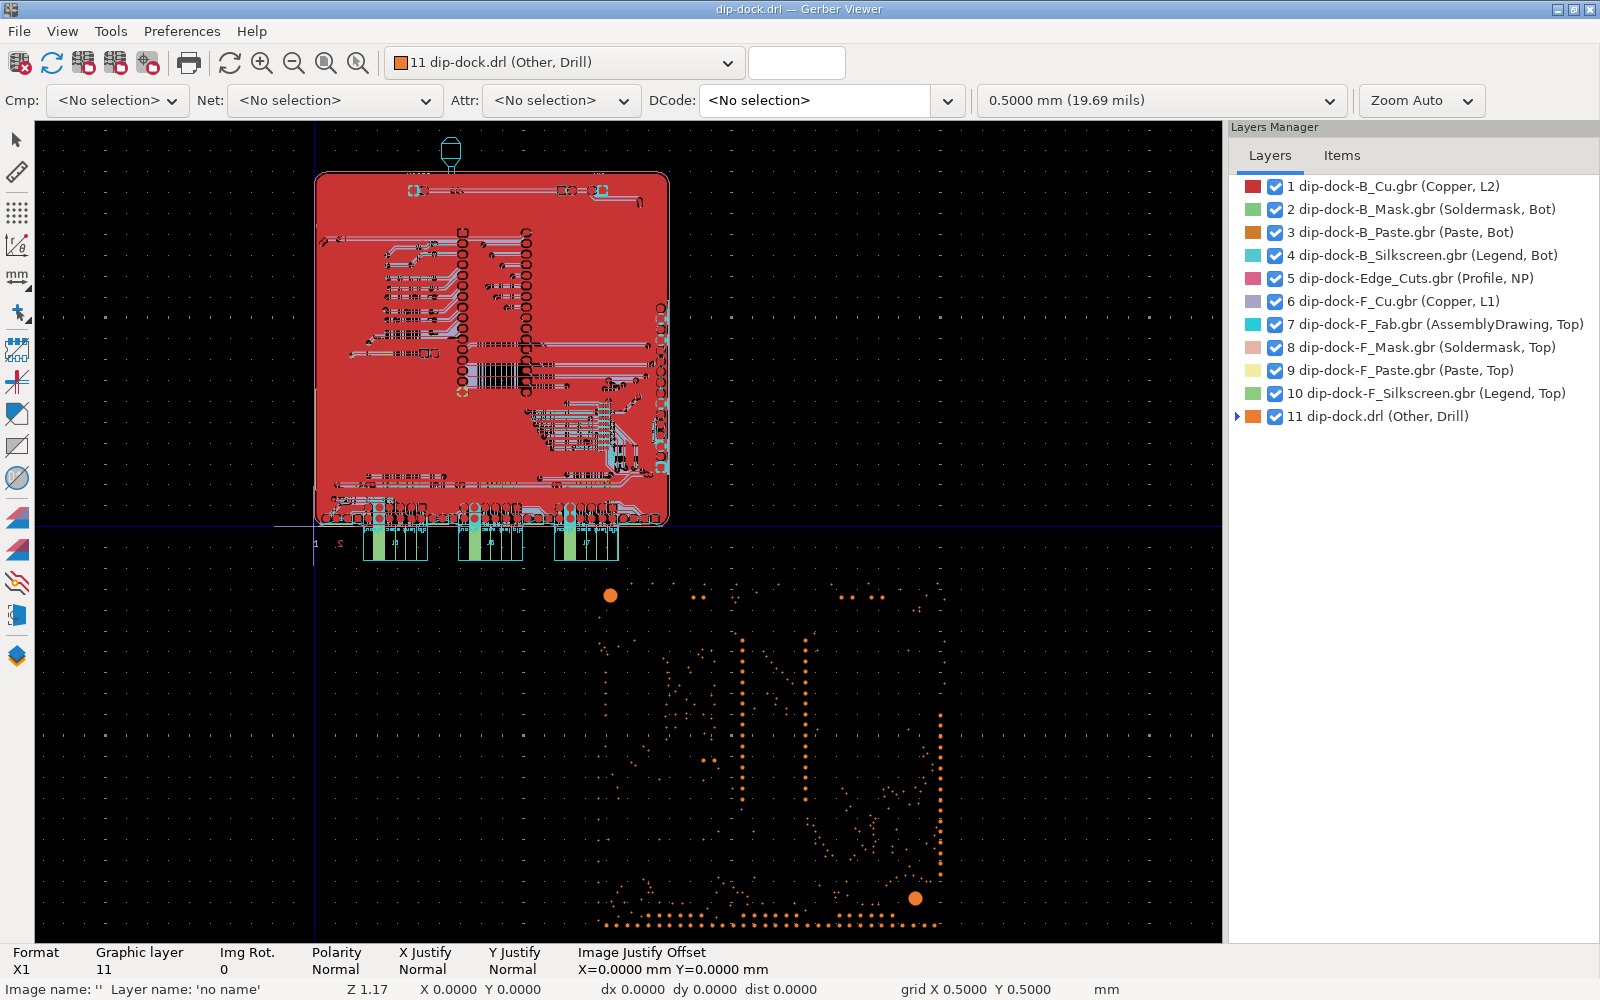 dip-dock.drl — Gerber Viewer
File View Tools Preferences Help
11 dip-dock.drl (Other, Drill)
Cmp: <No selection> Net: <No selection> Attr: <No selection> DCode: <No selection> 0.5000 mm (19.69 mils) Zoom Auto
Layers Manager
Layers Items
1 dip-dock-B_Cu.gbr (Copper, L2)
2 dip-dock-B_Mask.gbr (Soldermask, Bot)
3 dip-dock-B_Paste.gbr (Paste, Bot)
4 dip-dock-B_Silkscreen.gbr (Legend, Bot)
5 dip-dock-Edge_Cuts.gbr (Profile, NP)
6 dip-dock-F_Cu.gbr (Copper, L1)
7 dip-dock-F_Fab.gbr (AssemblyDrawing, Top)
8 dip-dock-F_Mask.gbr (Soldermask, Top)
9 dip-dock-F_Paste.gbr (Paste, Top)
10 dip-dock-F_Silkscreen.gbr (Legend, Top)
11 dip-dock.drl (Other, Drill)
mm
Format Graphic layer Img Rot. Polarity X Justify Y Justify Image Justify Offset
X1 11 0 Normal Normal Normal X=0.0000 mm Y=0.0000 mm
Image name: '' Layer name: 'no name' Z 1.17 X 0.0000 Y 0.0000 dx 0.0000 dy 0.0000 dist 0.0000 grid X 0.5000 Y 0.5000 mm